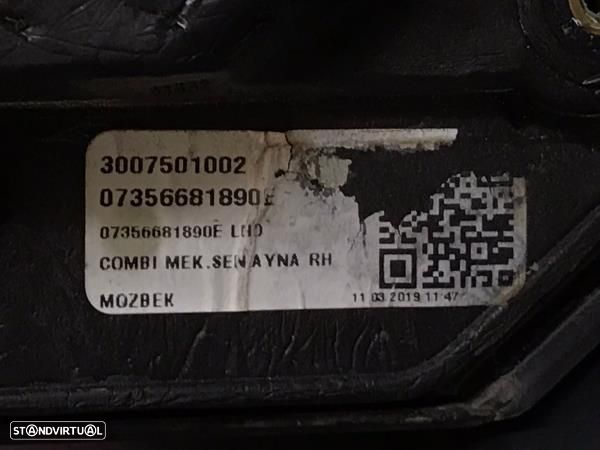 3007501002
07356681890E
07356681890E LHD
COMBI MEK.SEN AYNA RH
MOZBEK 11.03.2019 11:47
STANDVIRTUAL